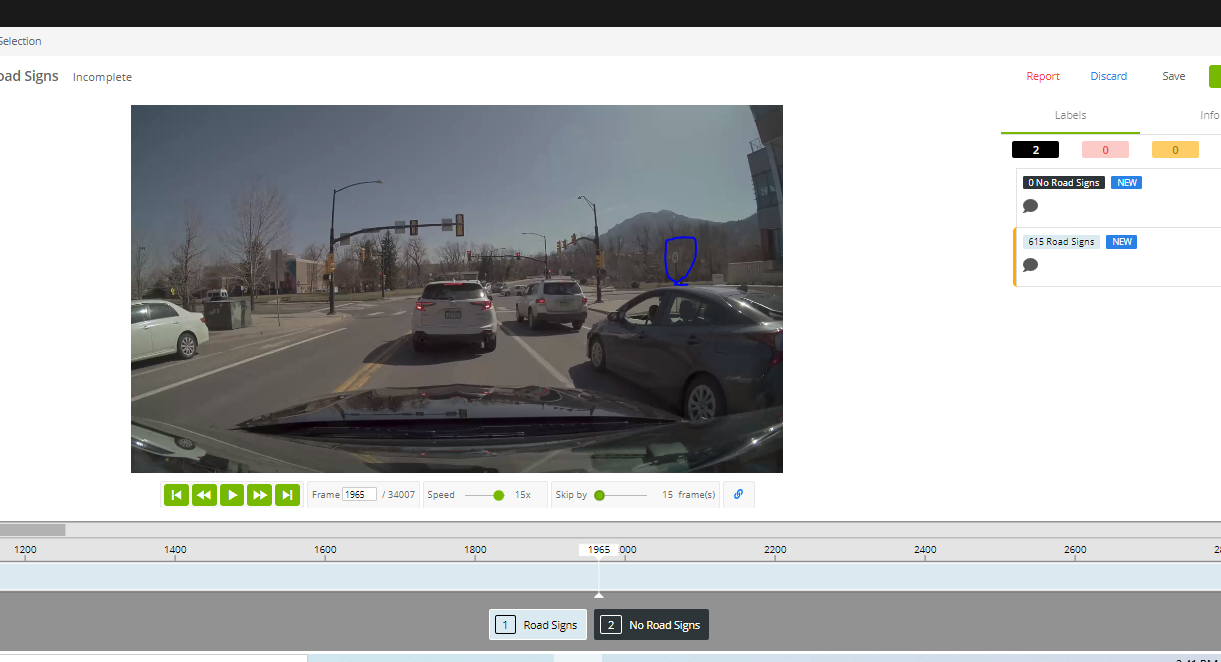 Selection
oad Signs Incomplete
Report Discard Save
Labels Info
2 0 0
0 No Road Signs NEW
615 Road Signs NEW
Frame 1965 / 34007 Speed 15x Skip by 15 frame(s)
1200 1400 1600 1800 1965 000 2200 2400 2600 28
1 Road Signs 2 No Road Signs